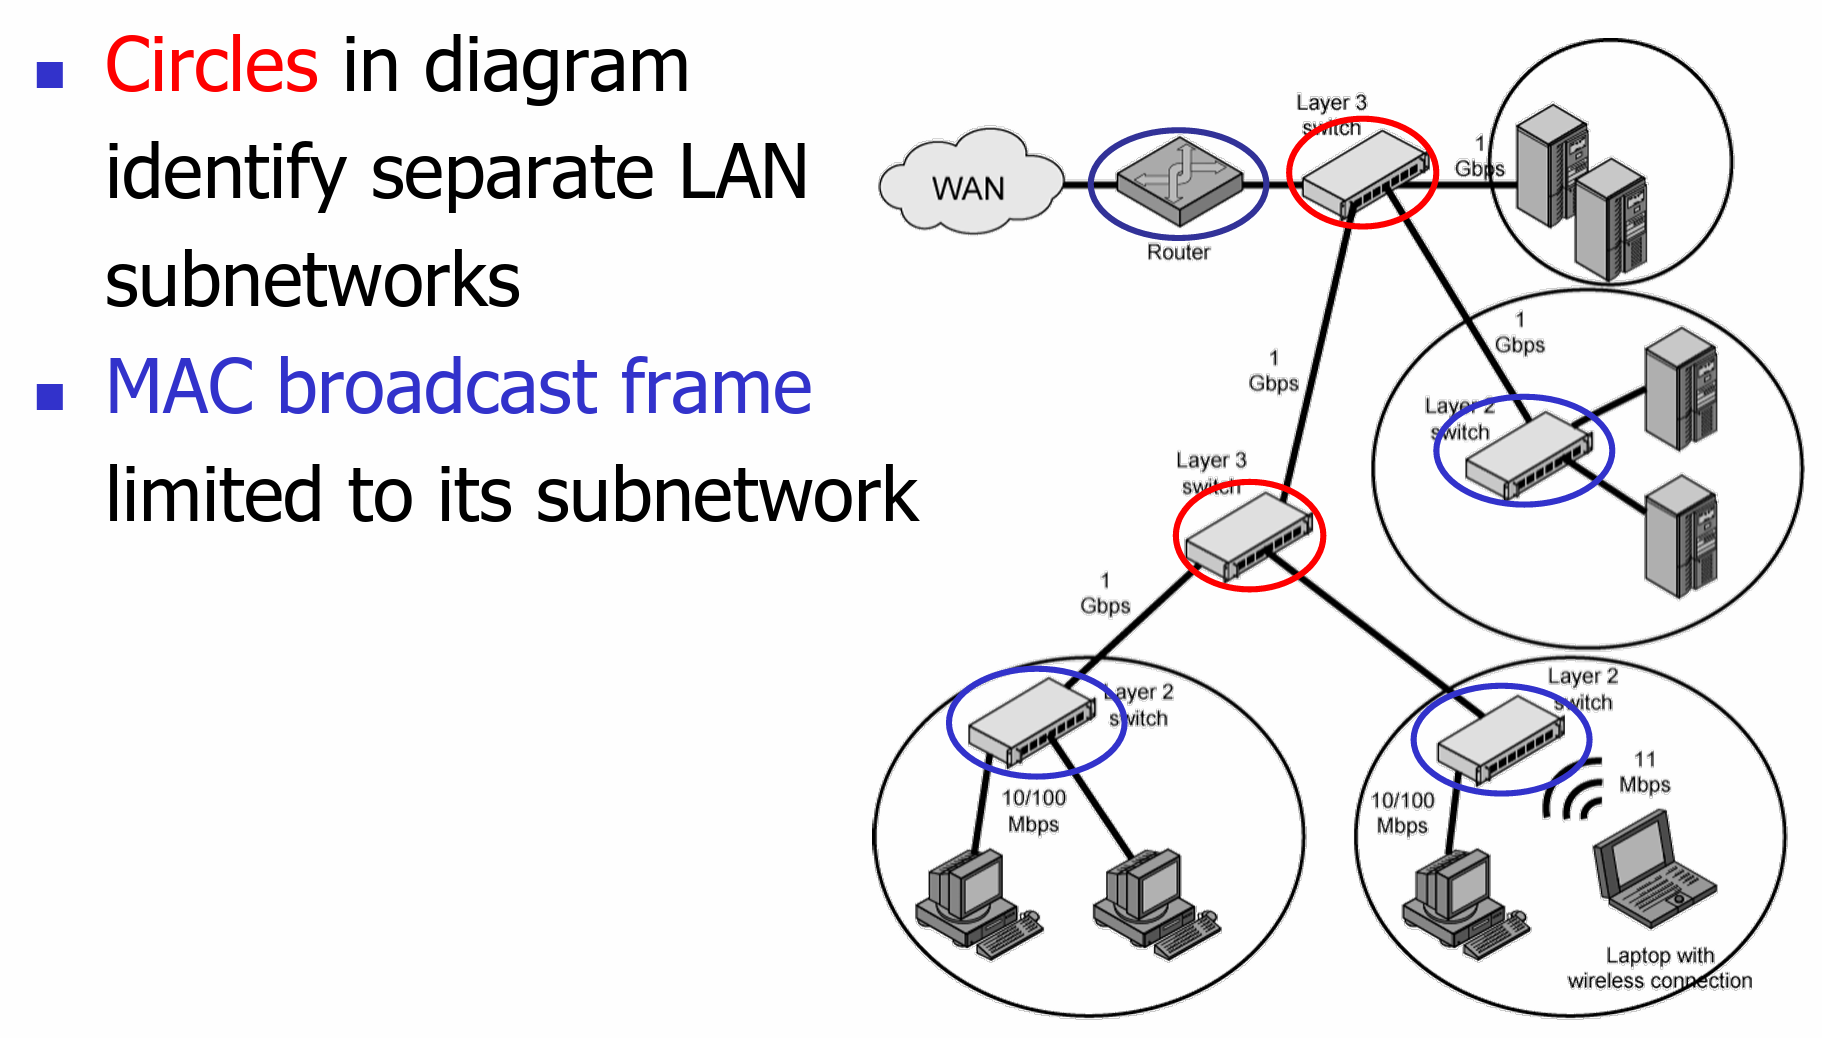 Circles in diagram
identify separate LAN
subnetworks
MAC broadcast frame
limited to its subnetwork
Layer 3
switch
1
Gbps
WAN
Router
1
Gbps
1
Gbps
Layer 2
switch
Layer 3
switch
1
Gbps
Layer 2
switch
Layer 2
switch
11
Mbps
10/100
Mbps
10/100
Mbps
Laptop with
wireless connection